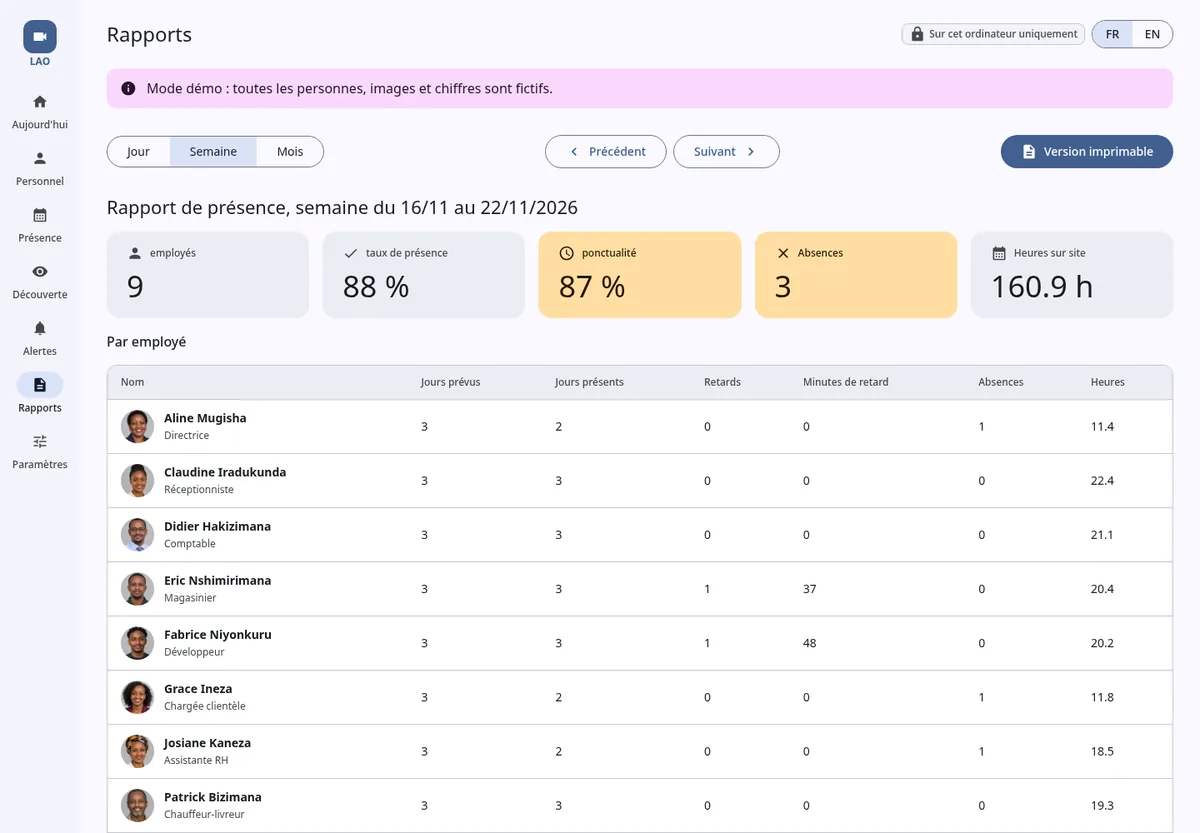 Rapports
Sur cet ordinateur uniquement
FR EN
LAO
Mode démo : toutes les personnes, images et chiffres sont fictifs.
Aujourd'hui
Personnel
Présence
Découverte
Alertes
Rapports
Paramètres
Jour Semaine Mois
Précédent Suivant
Version imprimable
Rapport de présence, semaine du 16/11 au 22/11/2026
employés
9
taux de présence
88 %
ponctualité
87 %
Absences
3
Heures sur site
160.9 h
Par employé
Nom Jours prévus Jours présents Retards Minutes de retard Absences Heures
Aline Mugisha
Directrice
3 2 0 0 1 11.4
Claudine Iradukunda
Réceptionniste
3 3 0 0 0 22.4
Didier Hakizimana
Comptable
3 3 0 0 0 21.1
Eric Nshimirimana
Magasinier
3 3 1 37 0 20.4
Fabrice Niyonkuru
Développeur
3 3 1 48 0 20.2
Grace Ineza
Chargée clientèle
3 2 0 0 1 11.8
Josiane Kaneza
Assistante RH
3 2 0 0 1 18.5
Patrick Bizimana
Chauffeur-livreur
3 3 0 0 0 19.3